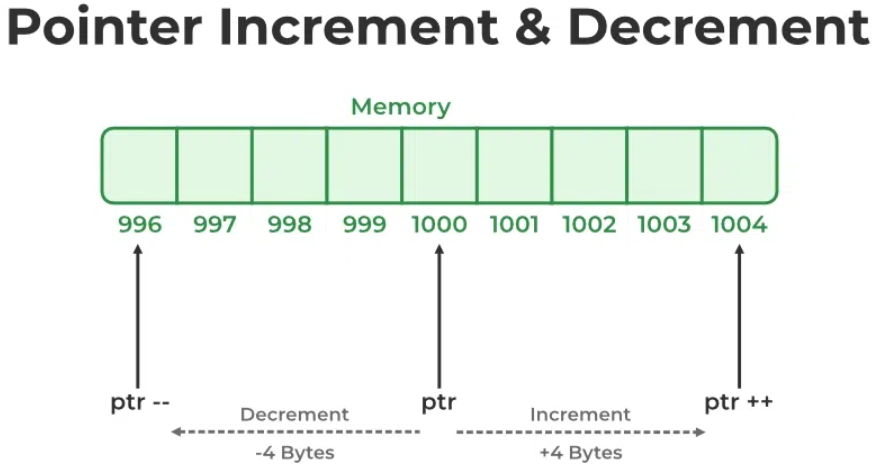 Pointer Increment & Decrement
Memory
996 997 998 999 1000 1001 1002 1003 1004
ptr -- ptr ptr ++
Decrement Increment
-4 Bytes +4 Bytes